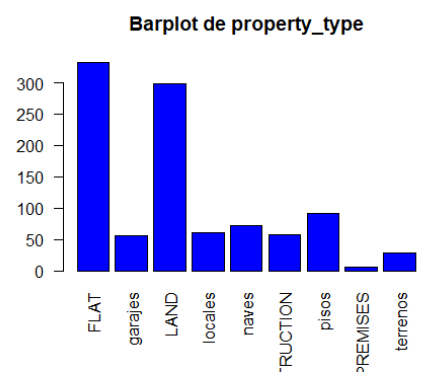 Barplot de property_type
300
250
200
150
100
50
0
FLAT
garajes
LAND
locales
naves
TRUCTION
pisos
PREMISES
terrenos